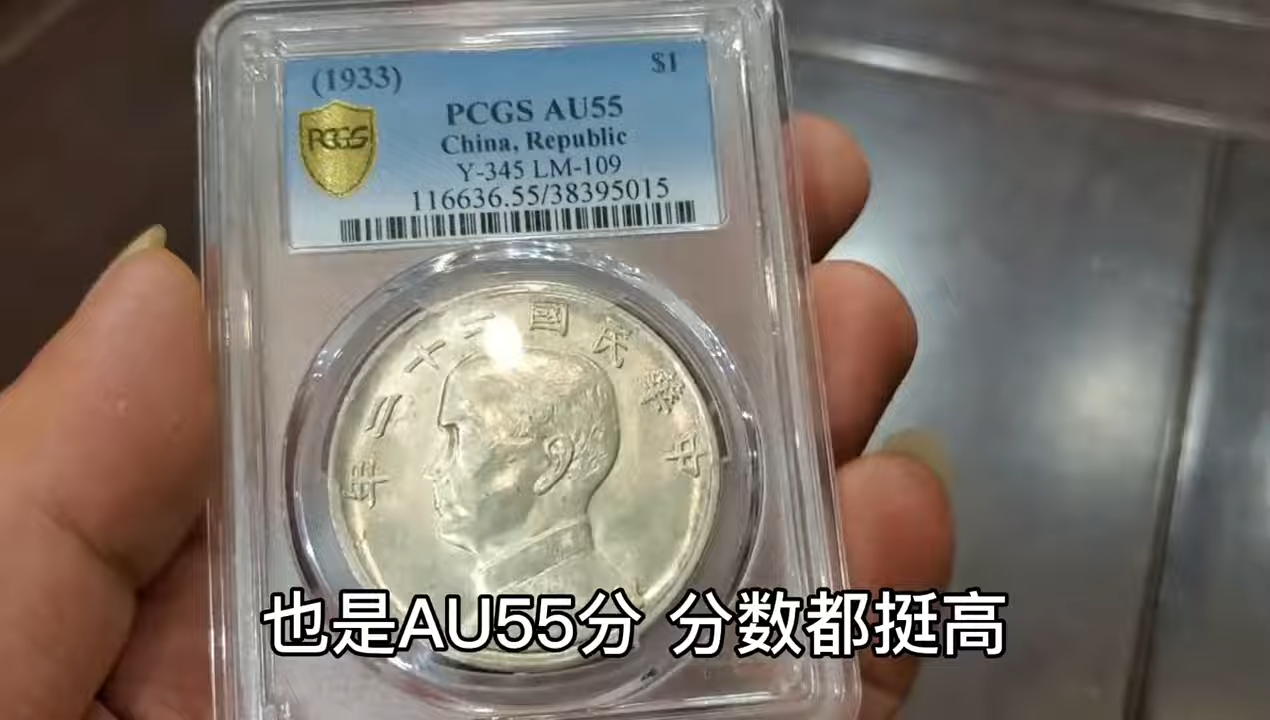 (1933) $1
PCGS PCGS AU55
China, Republic
Y-345 LM-109
116636.55/38395015
年二十二國民華中
也是AU55分 分数都挺高